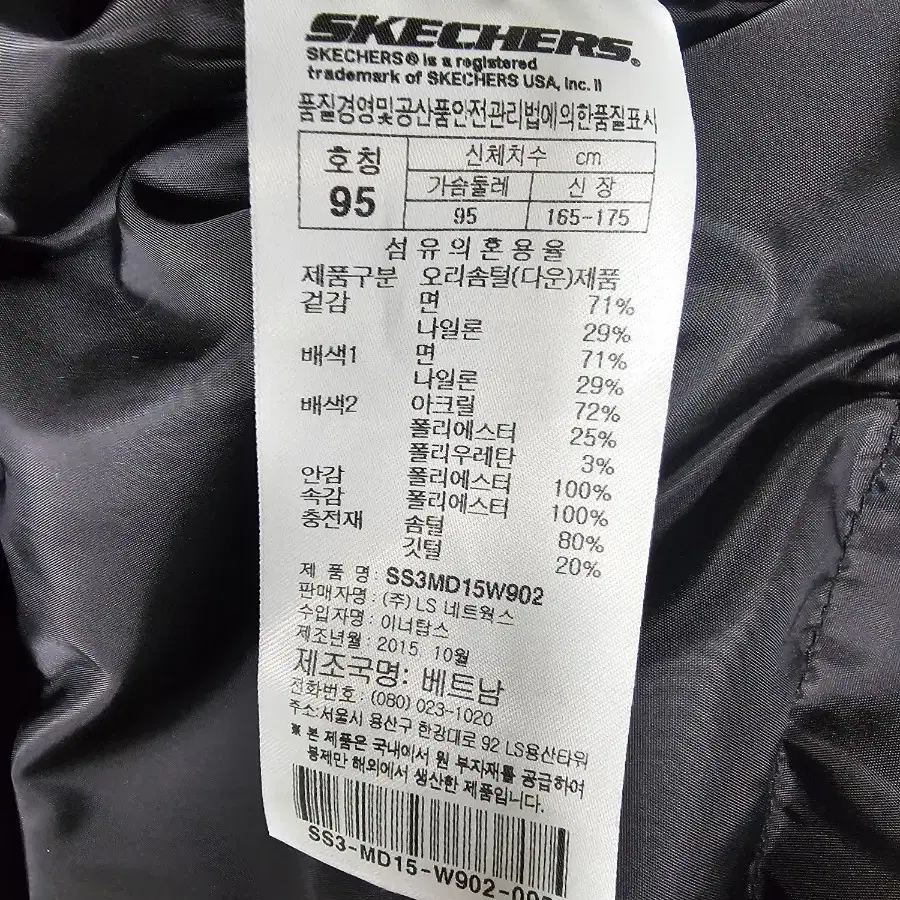 SKECHERS.
SKECHERS® is a registered
trademark of SKECHERS USA, Inc. II
품질경영및공산품안전관리법에의한품질표시
호칭 신체치수 cm
95 가슴둘레 신 장
95 165-175
섬유의혼용율
제품구분 오리솜털(다운)제품
겉감 면 71%
나일론 29%
배색1 면 71%
나일론 29%
배색2 아크릴 72%
폴리에스터 25%
폴리우레탄 3%
안감 폴리에스터 100%
속감 폴리에스터 100%
충전재 솜털 80%
깃털 20%
제 품 명 : SS3MD15W902
판매자명 : (주) LS 네트웍스
수입자명 : 이너탑스
제조년월 : 2015. 10월
제조국명: 베트남
전화번호 : (080) 023-1020
주소:서울시 용산구 한강대로 92 LS용산타워
※ 본 제품은 국내에서 원 부자재를 공급하여
봉제만 해외에서 생산한 제품입니다.
SS3-MD15-W902-095